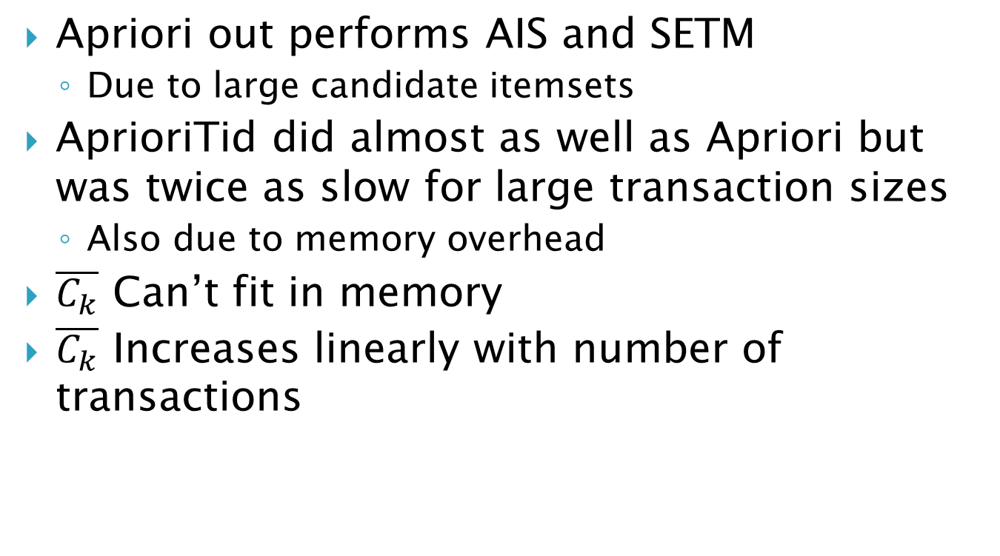 Apriori out performs AIS and SETM
Due to large candidate itemsets
AprioriTid did almost as well as Apriori but
was twice as slow for large transaction sizes
Also due to memory overhead
$\overline{C_k}$ Can’t fit in memory
$\overline{C_k}$ Increases linearly with number of
transactions